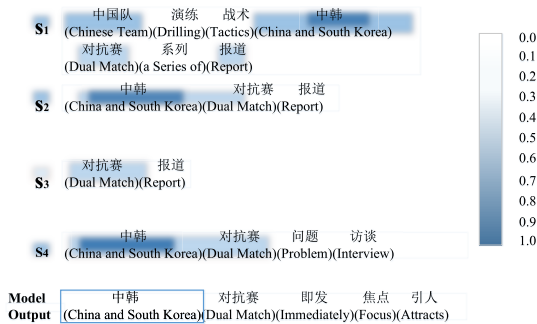 中国队 演练 战术 中韩
S1 (Chinese Team)(Drilling)(Tactics)(China and South Korea)
对抗赛 系列 报道
(Dual Match)(a Series of)(Report)
中韩 对抗赛 报道
S2 (China and South Korea)(Dual Match)(Report)
对抗赛 报道
S3 (Dual Match)(Report)
中韩 对抗赛 问题 访谈
S4 (China and South Korea)(Dual Match)(Problem)(Interview)
Model 中韩 对抗赛 即发 焦点 引人
Output (China and South Korea)(Dual Match)(Immediately)(Focus)(Attracts)
0.0
0.1
0.2
0.3
0.4
0.5
0.6
0.7
0.8
0.9
1.0